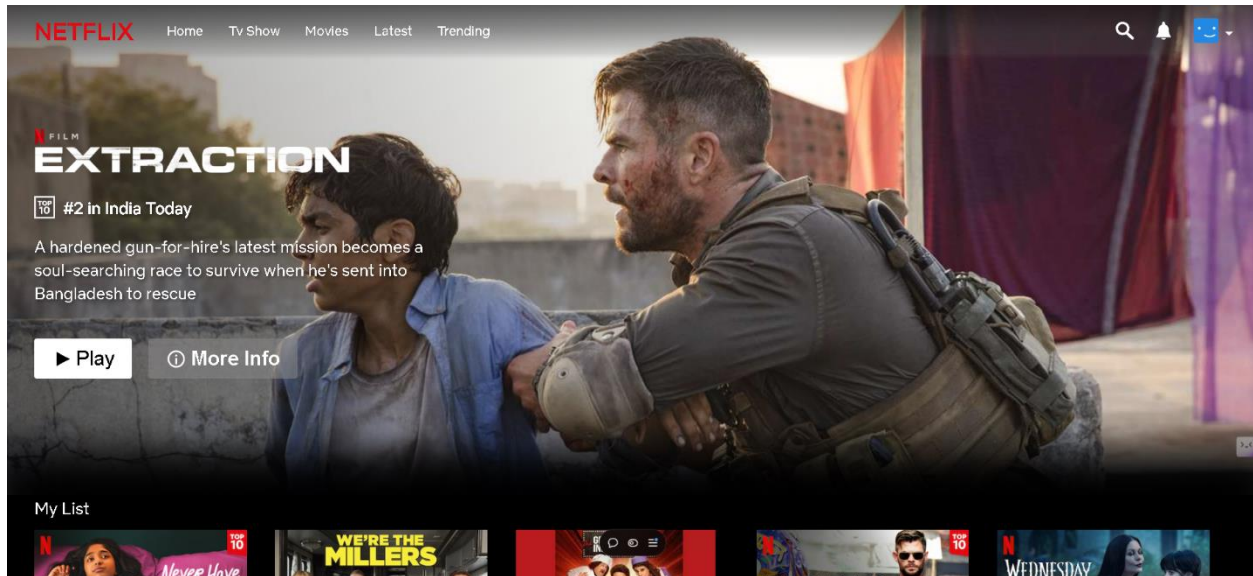 NETFLIX Home Tv Show Movies Latest Trending
N FILM
EXTRACTION
TOP 10 #2 in India Today
A hardened gun-for-hire's latest mission becomes a
soul-searching race to survive when he's sent into
Bangladesh to rescue
Play More Info
My List
N
TOP 10
Never Have
WE'RE THE
MILLERS
TOP 10
N
WEDNESDAY